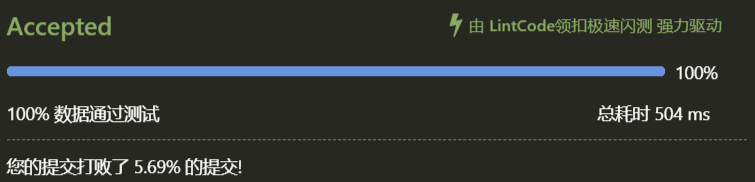 Accepted
由 LintCode领扣极速闪测 强力驱动
100%
100% 数据通过测试
总耗时 504 ms
您的提交打败了 5.69% 的提交!